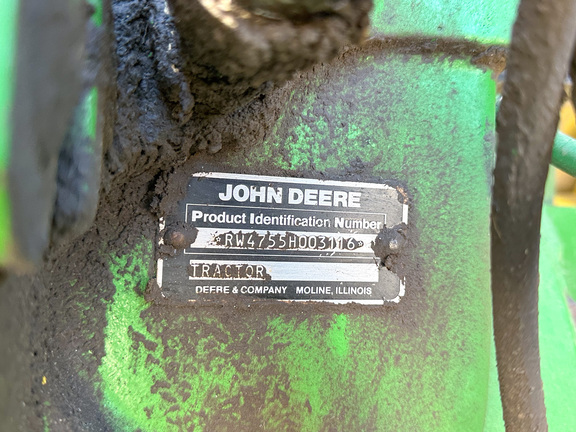 JOHN DEERE
Product Identification Number
*RW4755H003116*
TRACTOR
DEERE & COMPANY MOLINE, ILLINOIS